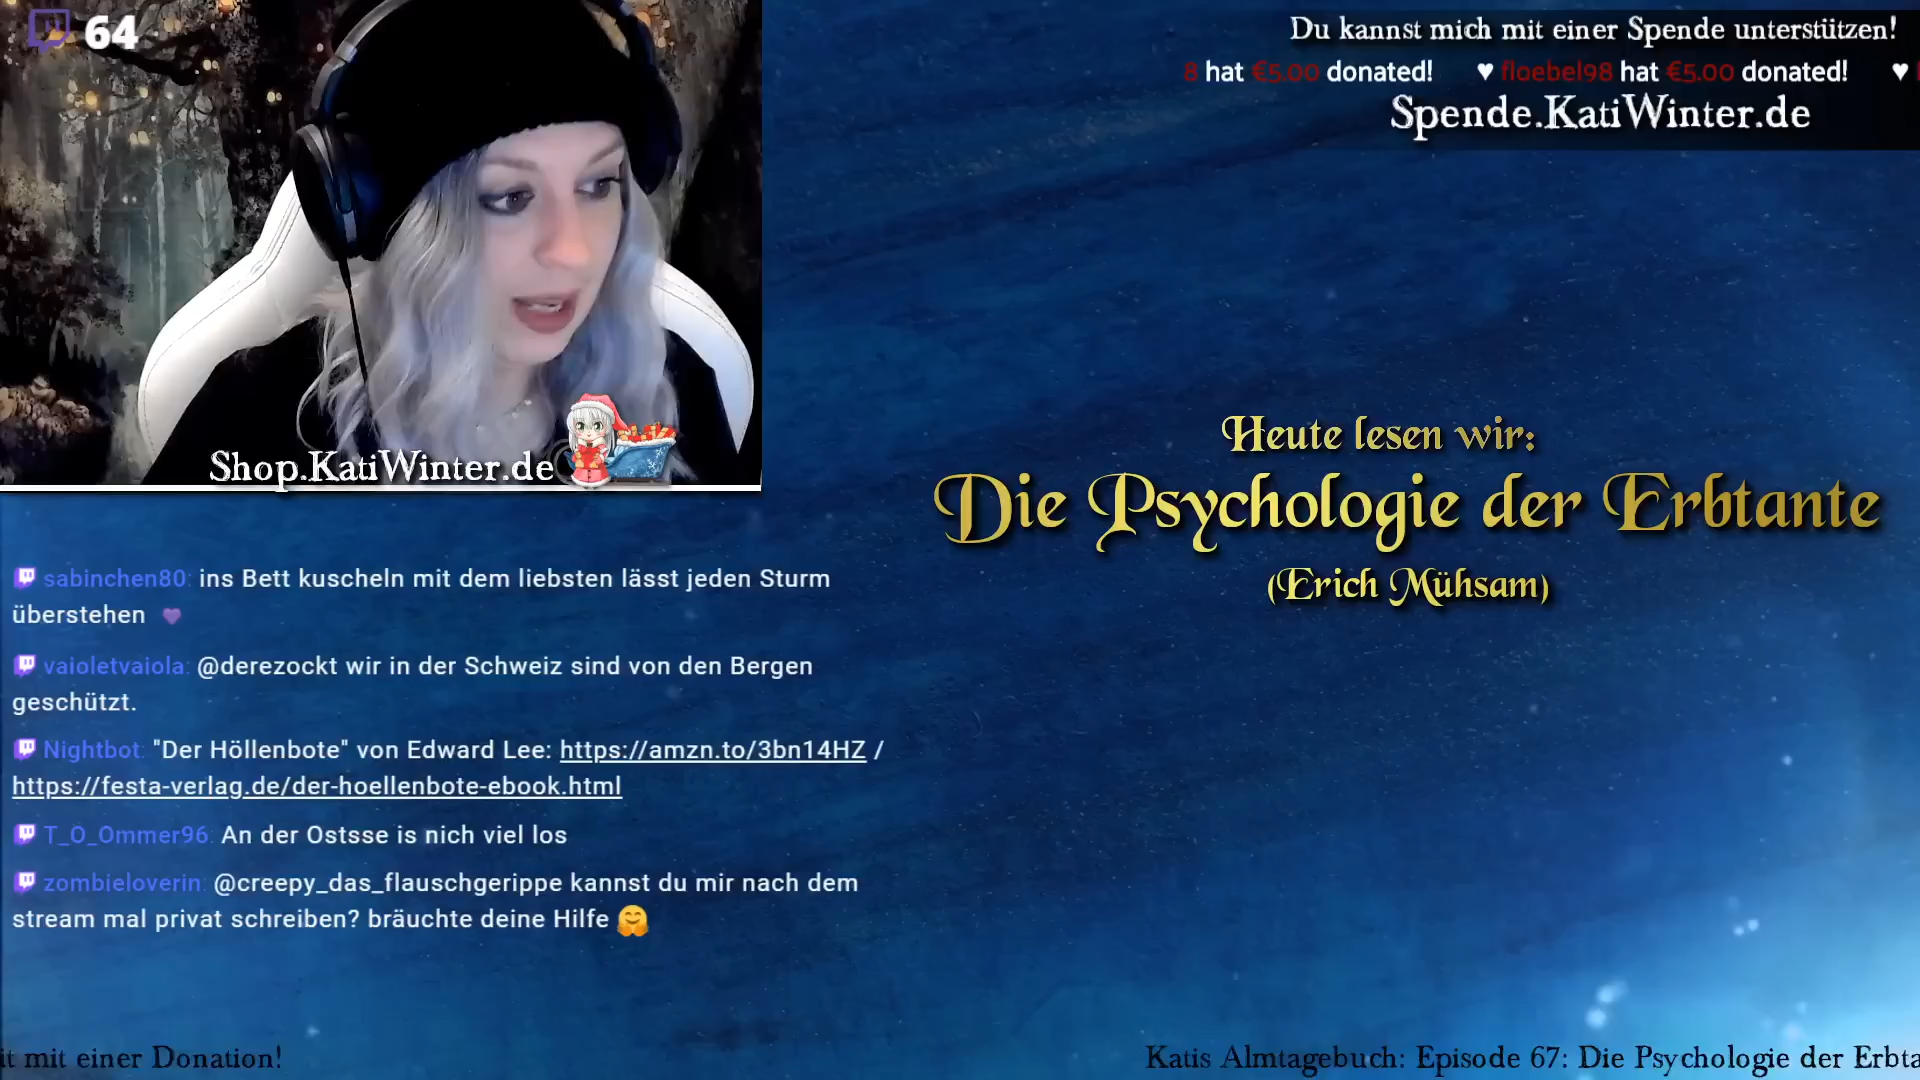 64
Du kannst mich mit einer Spende unterstützen!
8 hat €5.00 donated! ♥ floebel98 hat €5.00 donated! ♥
Spende.KatiWinter.de
Shop.KatiWinter.de
Heute lesen wir:
Die Psychologie der Erbtante
(Erich Mühsam)
sabinchen80: ins Bett kuscheln mit dem liebsten lässt jeden Sturm
überstehen
vaioletvaiola: @derezockt wir in der Schweiz sind von den Bergen
geschützt.
Nightbot: "Der Höllenbote" von Edward Lee: https://amzn.to/3bn14HZ /
https://festa-verlag.de/der-hoellenbote-ebook.html
T_O_Ommer96: An der Ostsse is nich viel los
zombieloverin: @creepy_das_flauschgerippe kannst du mir nach dem
stream mal privat schreiben? bräuchte deine Hilfe 🤗
it mit einer Donation!
Katis Almtagebuch: Episode 67: Die Psychologie der Erbta